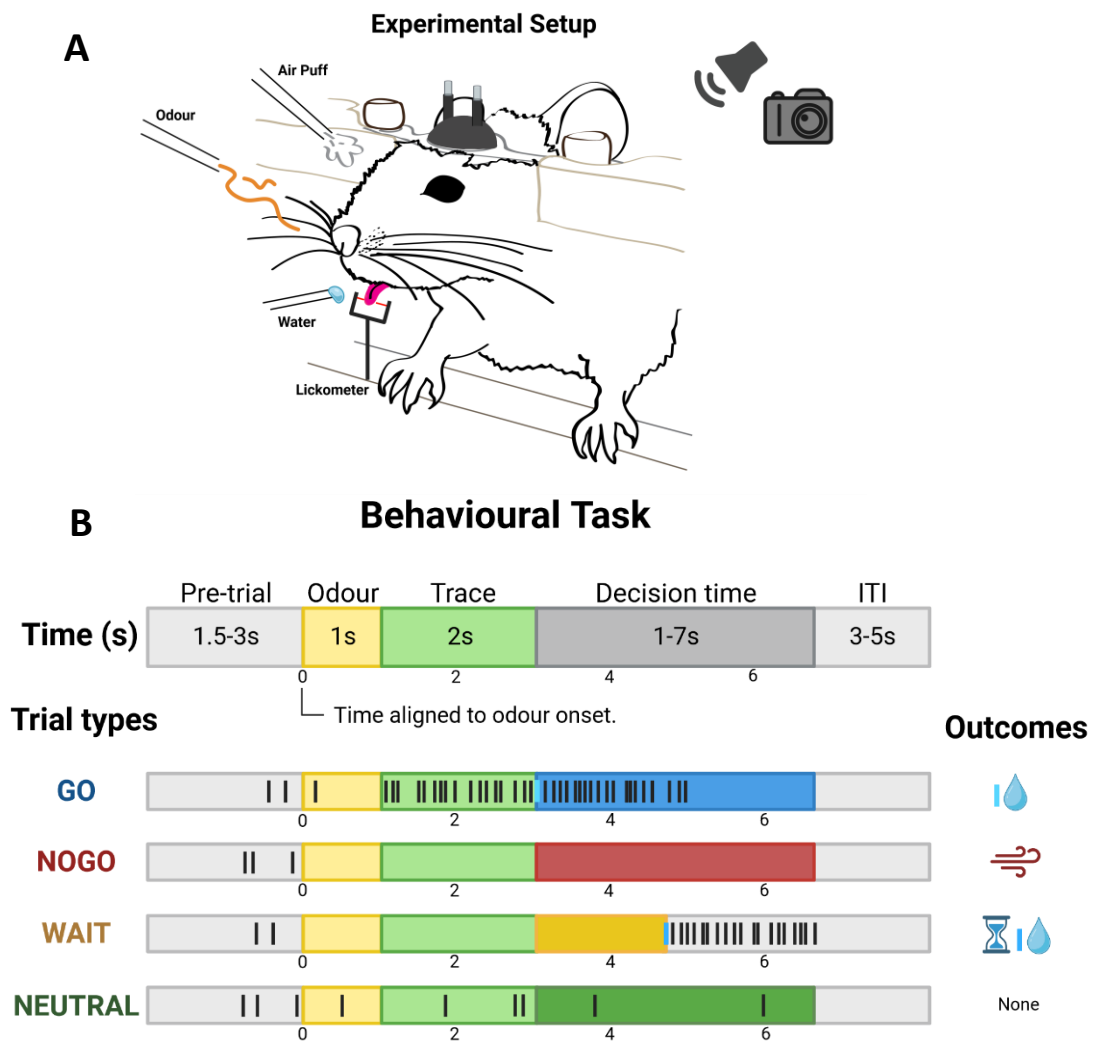 A
Experimental Setup
Air Puff
Odour
Water
Lickometer
B
Behavioural Task
Pre-trial Odour Trace Decision time ITI
Time (s) 1.5-3s 1s 2s 1-7s 3-5s
0 2 4 6
Time aligned to odour onset.
Trial types Outcomes
GO
0 2 4 6
NOGO
0 2 4 6
WAIT
0 2 4 6
NEUTRAL None
0 2 4 6